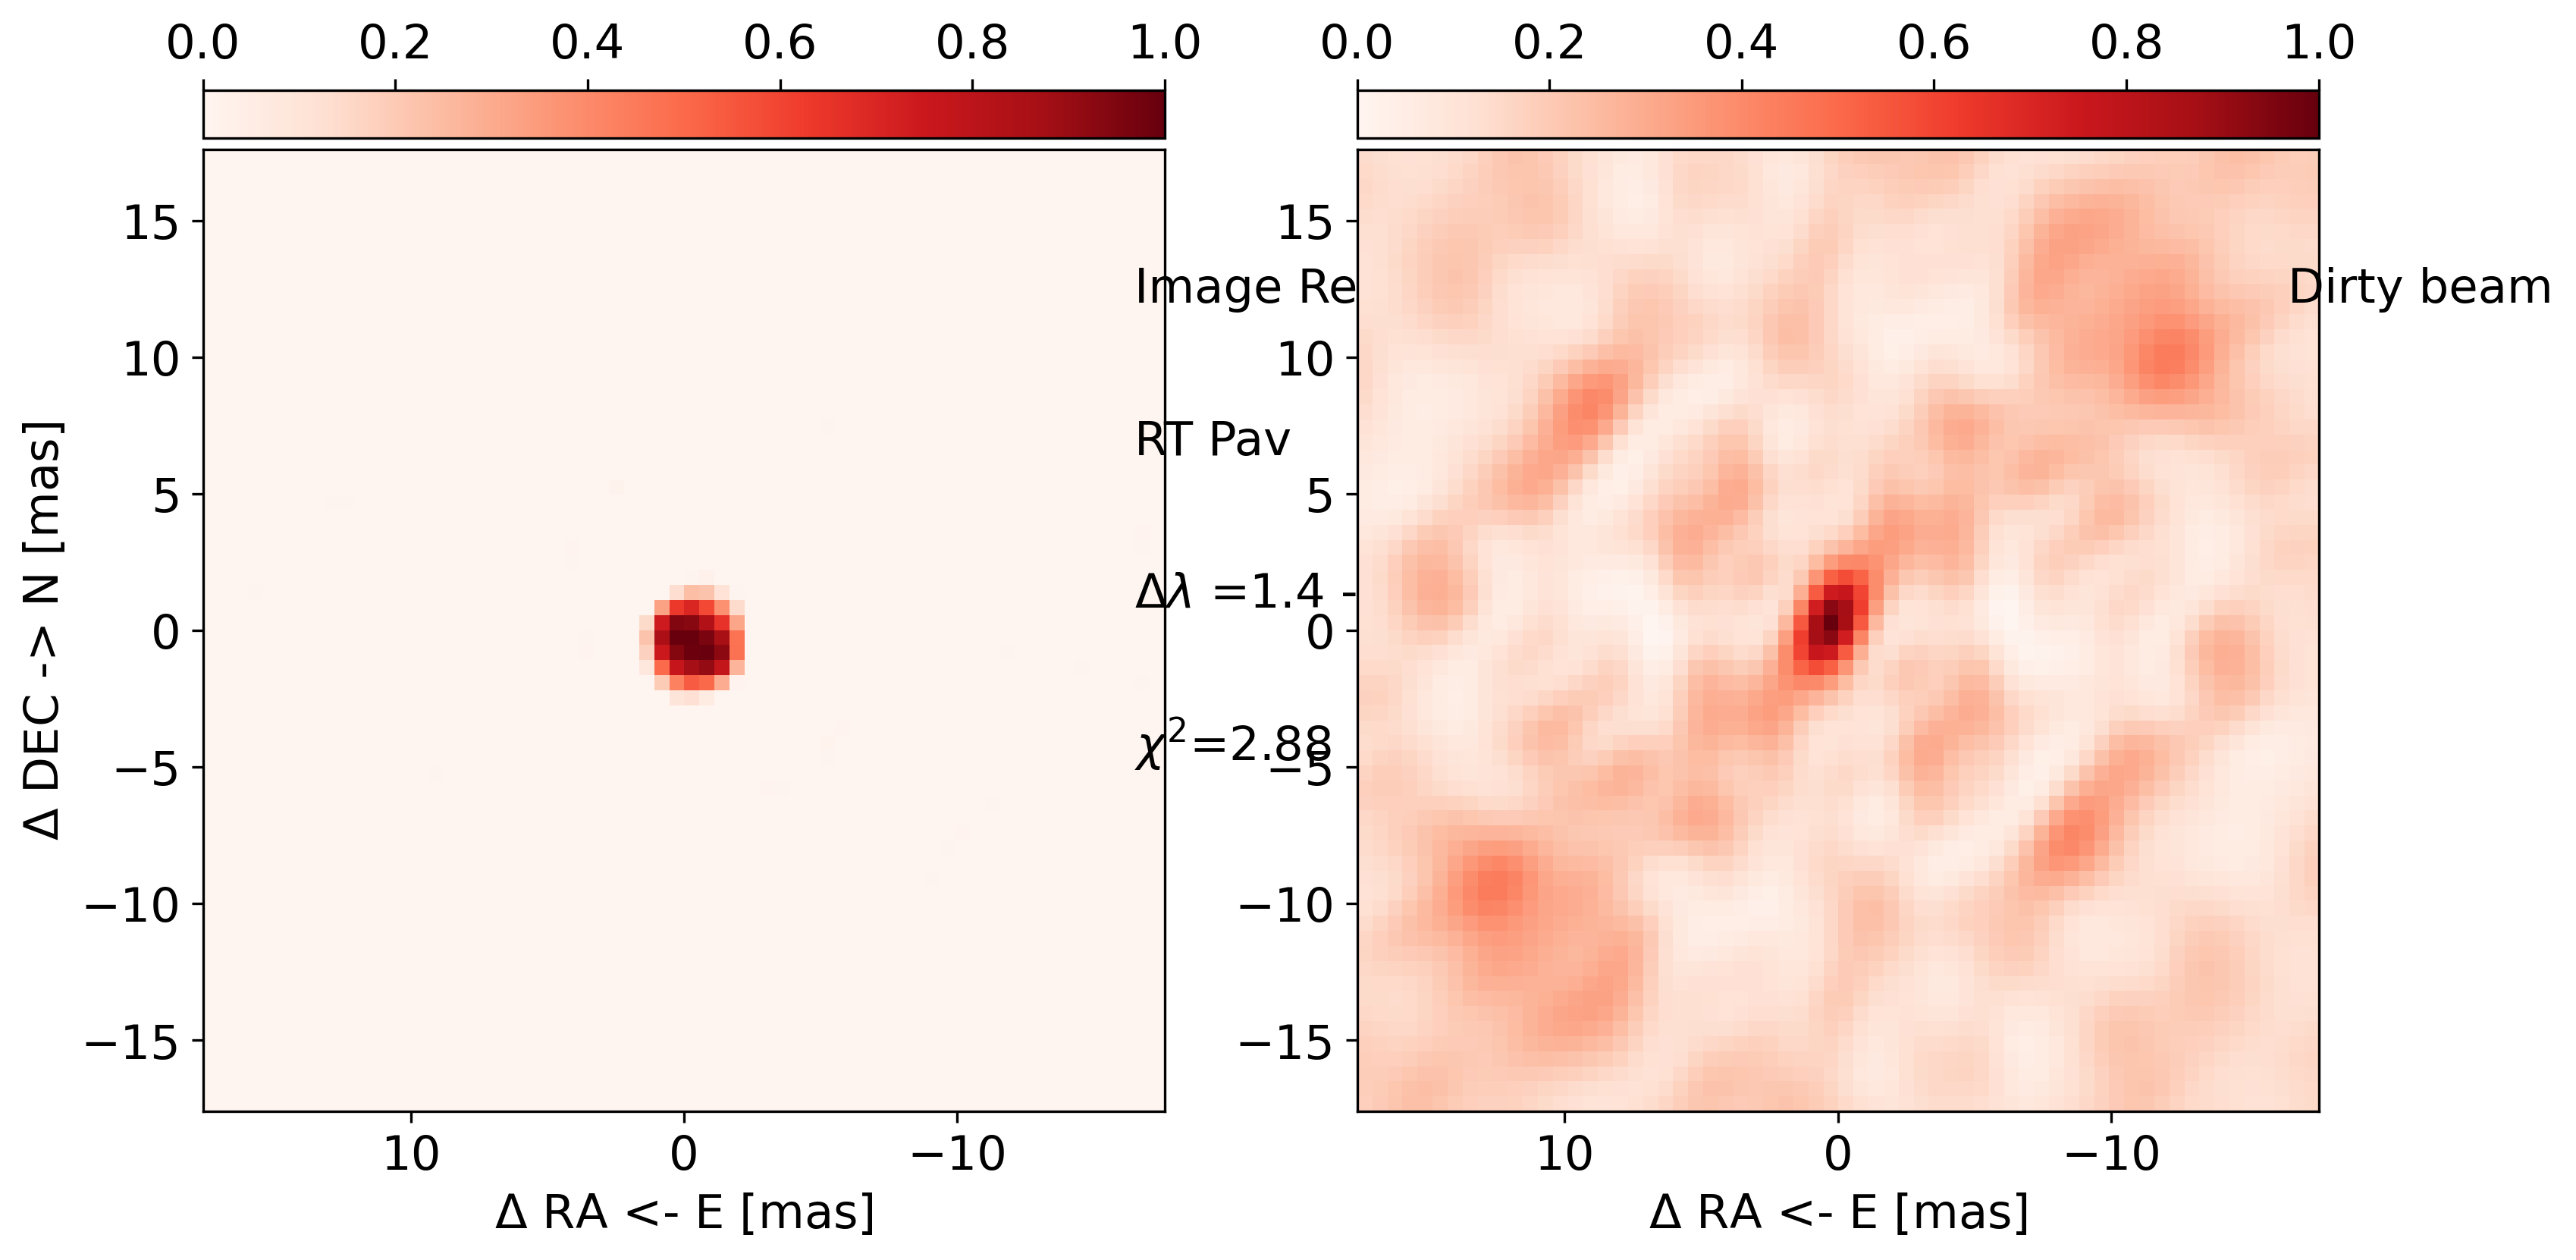 0.0 0.2 0.4 0.6 0.8 1.0
0.0 0.2 0.4 0.6 0.8 1.0
Δ DEC -> N [mas]
15
10
5
0
−5
−10
−15
10 0 −10
Δ RA <- E [mas]
Image Re
RT Pav
Δλ =1.4 -
χ²=2.88
15
10
5
0
−5
−10
−15
10 0 −10
Δ RA <- E [mas]
Dirty beam